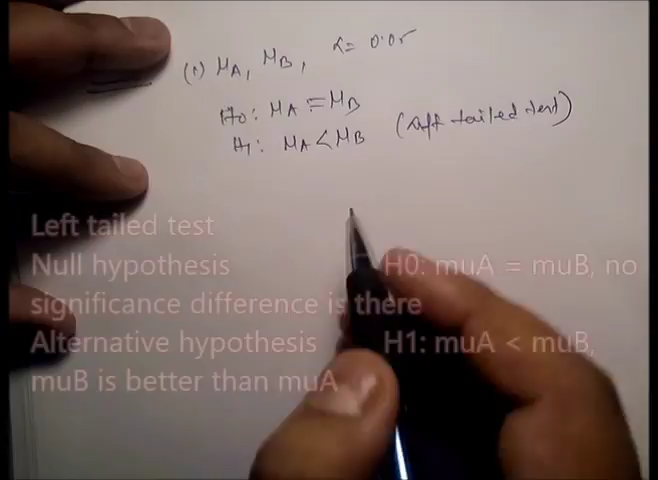 (1) μA, μB, α = 0.05
H0: μA = μB
H1: μA < μB (left tailed test)
Left tailed test
Null hypothesis H0: muA = muB, no
significance difference is there
Alternative hypothesis H1: muA < muB,
muB is better than muA